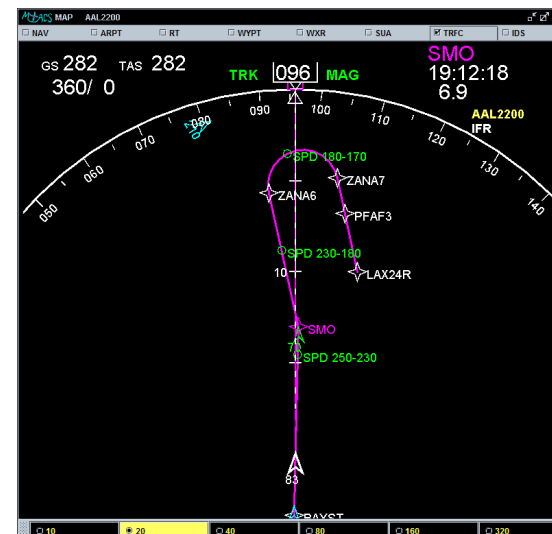 MACS MAP AAL2200
NAV ARPT RT WYPT WXR SUA TRFC IDS
GS 282 TAS 282
360/ 0
TRK 096 MAG
SMO
19:12:18
6.9
AAL2200
IFR
050 060 070 080 090 100 110 120 130 140
SPD 180-170
ZANA7
ZANA6
PFAF3
SPD 230-180
10
LAX24R
SMO
SPD 250-230
83
BAYST
10 20 40 80 160 320